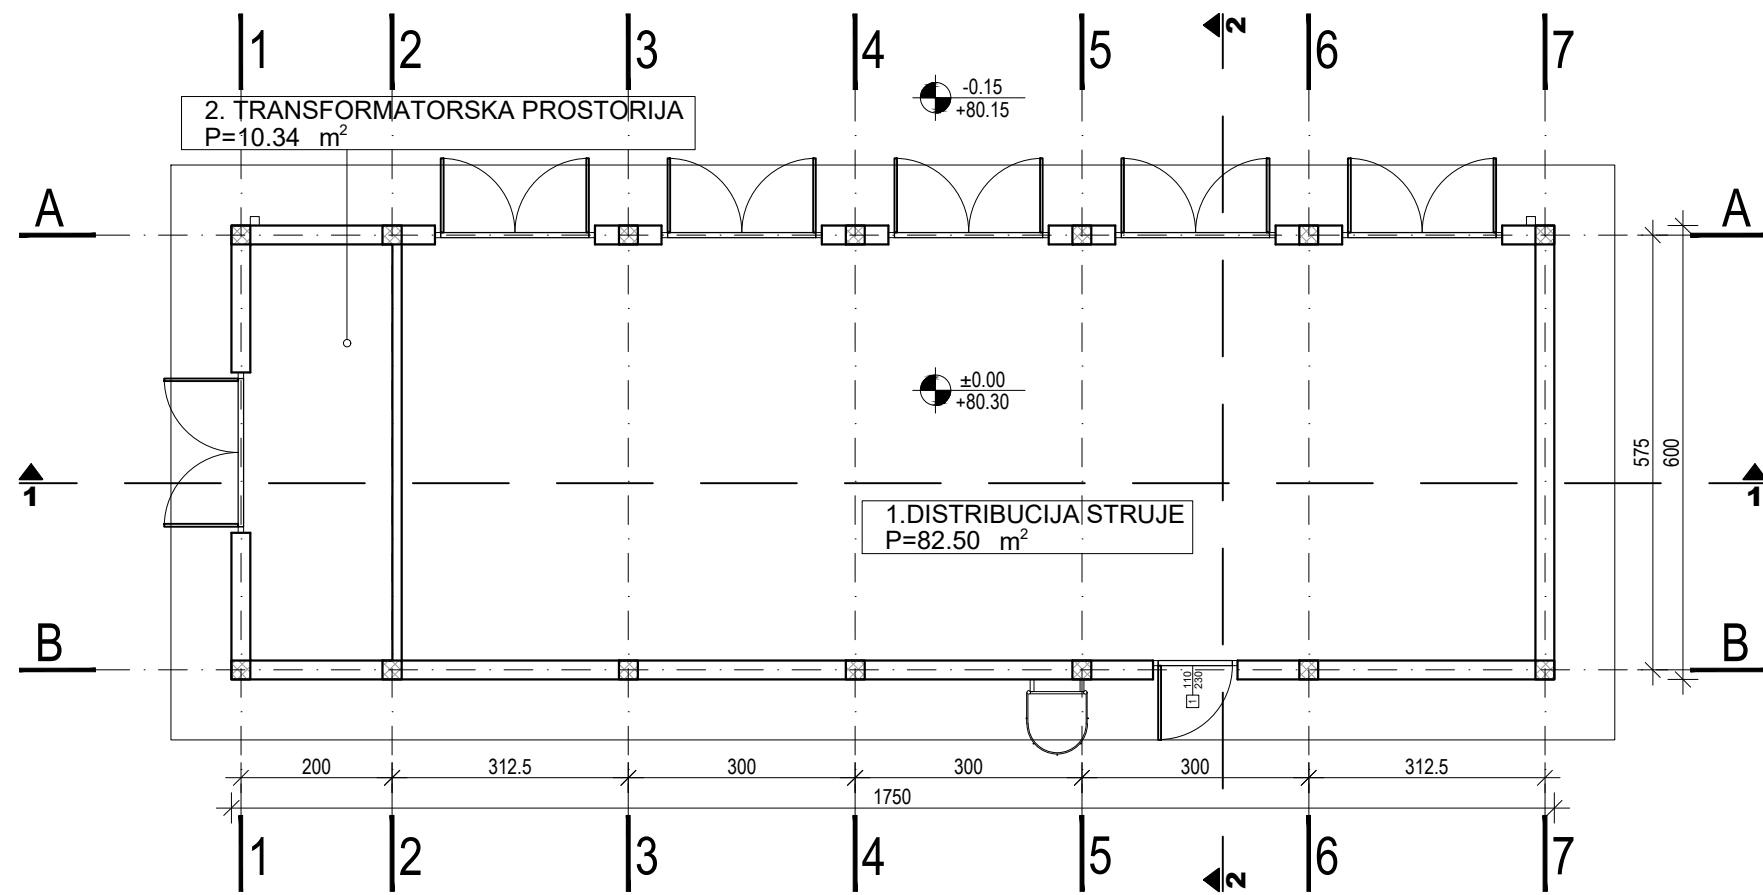 1 2 3 4 5 2 6 7
-0.15
+80.15
2. TRANSFORMATORSKA PROSTORIJA
P=10.34 m²
A A
±0.00
+80.30
575
600
1 1
1.DISTRIBUCIJA STRUJE
P=82.50 m²
B B
110
230
1
200 312.5 300 300 300 312.5
1750
1 2 3 4 5 2 6 7